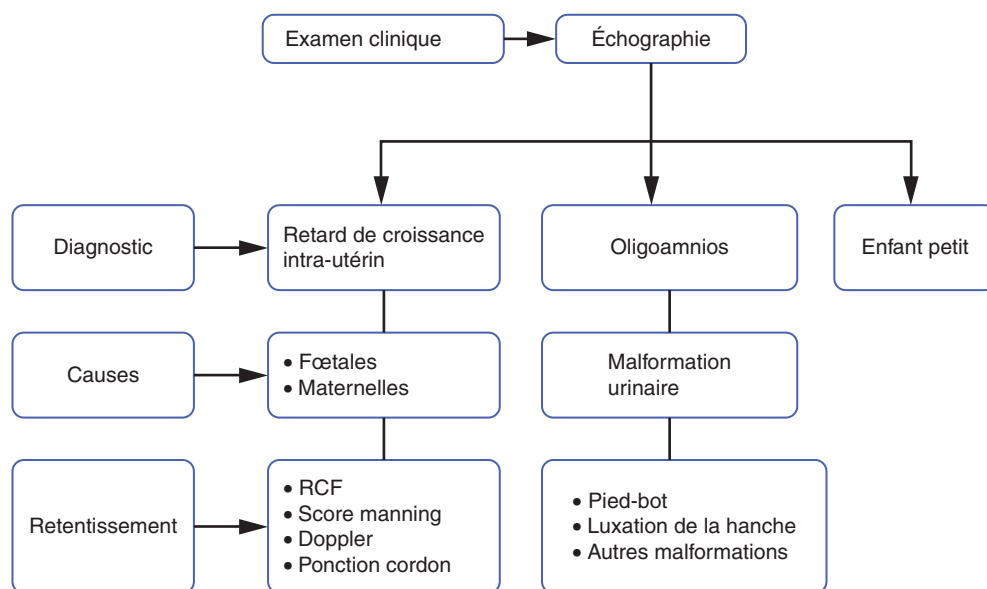 Examen clinique
Échographie
Diagnostic
Retard de croissance
intra-utérin
Oligoamnios
Enfant petit
Causes
• Fœtales
• Maternelles
Malformation
urinaire
Retentissement
• RCF
• Score manning
• Doppler
• Ponction cordon
• Pied-bot
• Luxation de la hanche
• Autres malformations